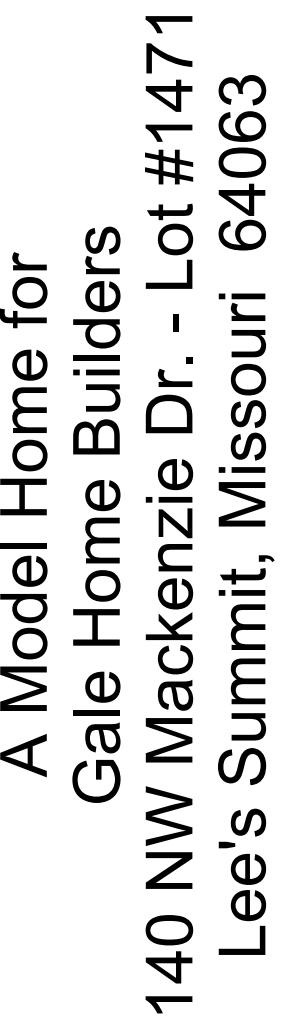 A Model Home for
Gale Home Builders
140 NW Mackenzie Dr. - Lot #1471
Lee's Summit, Missouri  64063